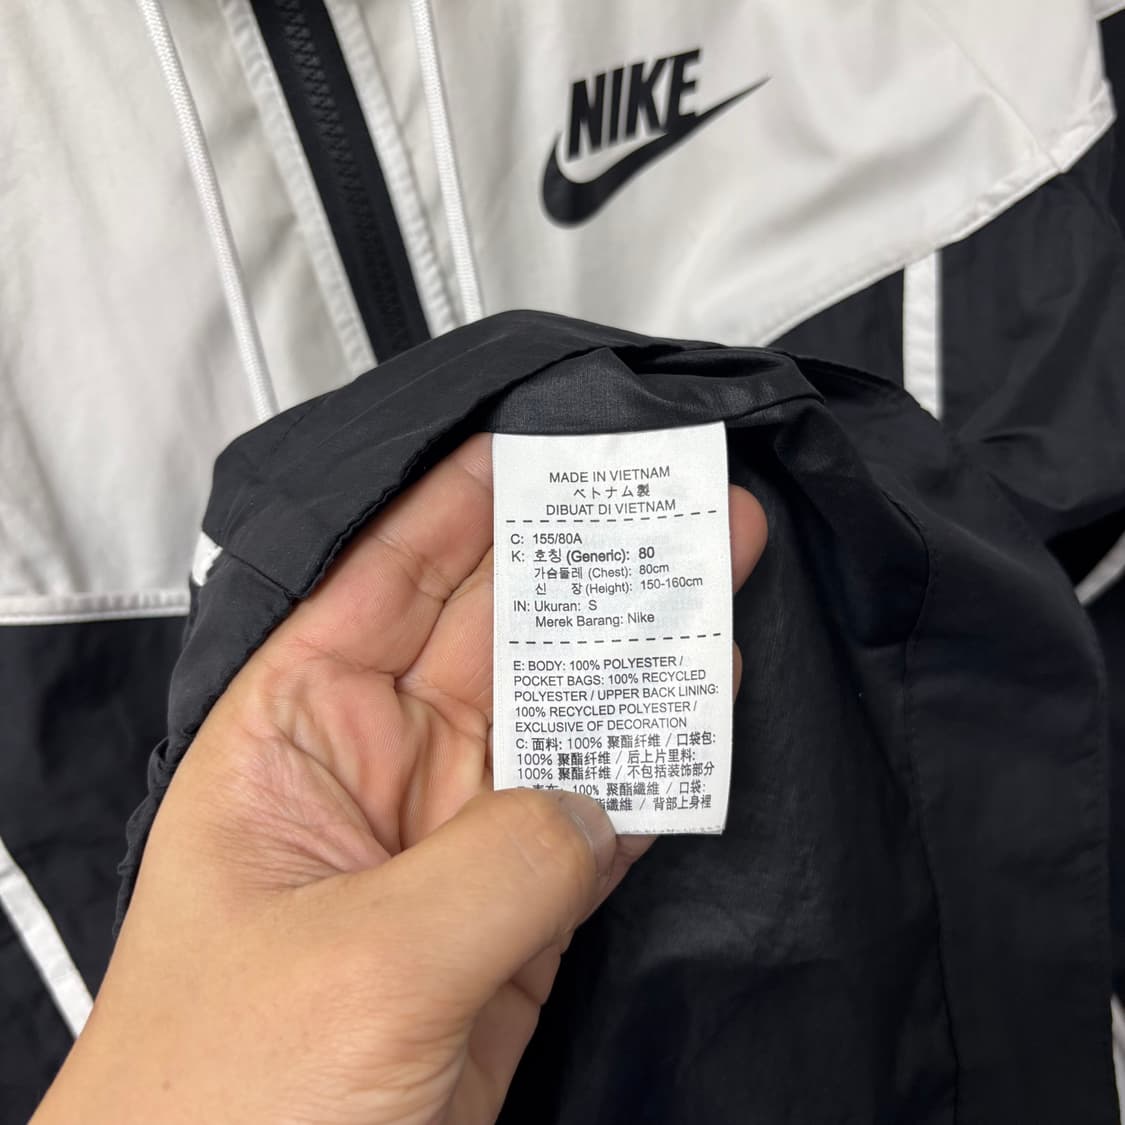 NIKE
MADE IN VIETNAM
ベトナム製
DIBUAT DI VIETNAM
C: 155/80A
K: 호칭 (Generic): 80
가슴둘레 (Chest): 80cm
신 장 (Height): 150-160cm
IN: Ukuran: S
Merek Barang: Nike
E: BODY: 100% POLYESTER /
POCKET BAGS: 100% RECYCLED
POLYESTER / UPPER BACK LINING:
100% RECYCLED POLYESTER /
EXCLUSIVE OF DECORATION
C: 面料: 100% 聚酯纤维 / 口袋包:
100% 聚酯纤维 / 后上片里料:
100% 聚酯纤维 / 不包括装饰部分
100% 聚酯纖維 / 口袋:
纖維 / 背部上身裡